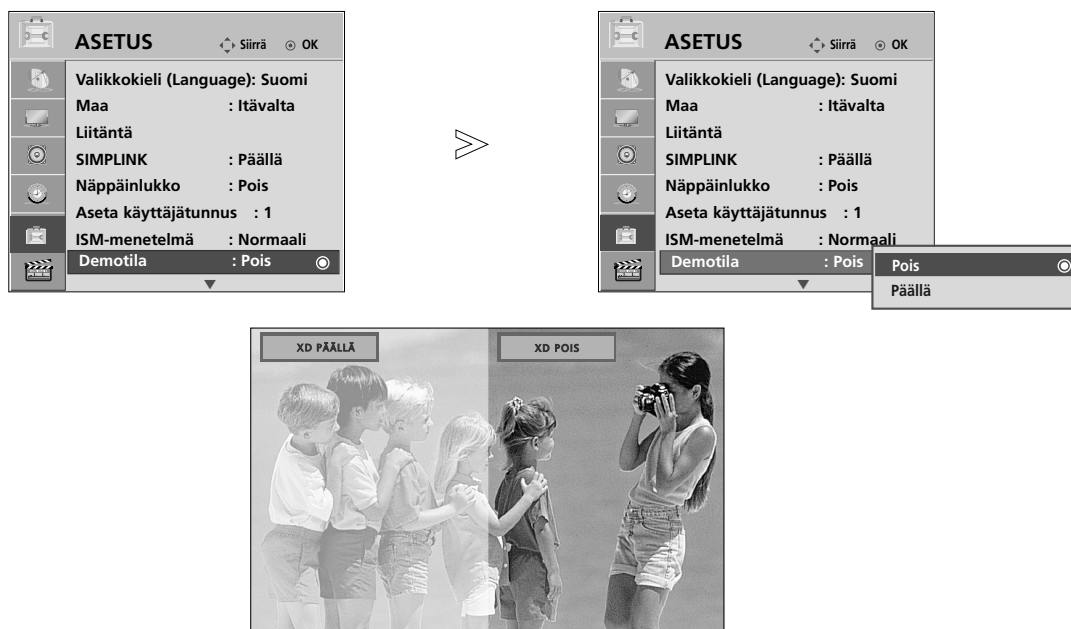 ASETUS Siirrä OK
Valikkokieli (Language): Suomi
Maa : Itävalta
Liitäntä
SIMPLINK : Päällä
Näppäinlukko : Pois
Aseta käyttäjätunnus : 1
ISM-menetelmä : Normaali
Demotila : Pois
ASETUS Siirrä OK
Valikkokieli (Language): Suomi
Maa : Itävalta
Liitäntä
SIMPLINK : Päällä
Näppäinlukko : Pois
Aseta käyttäjätunnus : 1
ISM-menetelmä : Normaali
Demotila : Pois
Pois
Päällä
XD PÄÄLLÄ
XD POIS